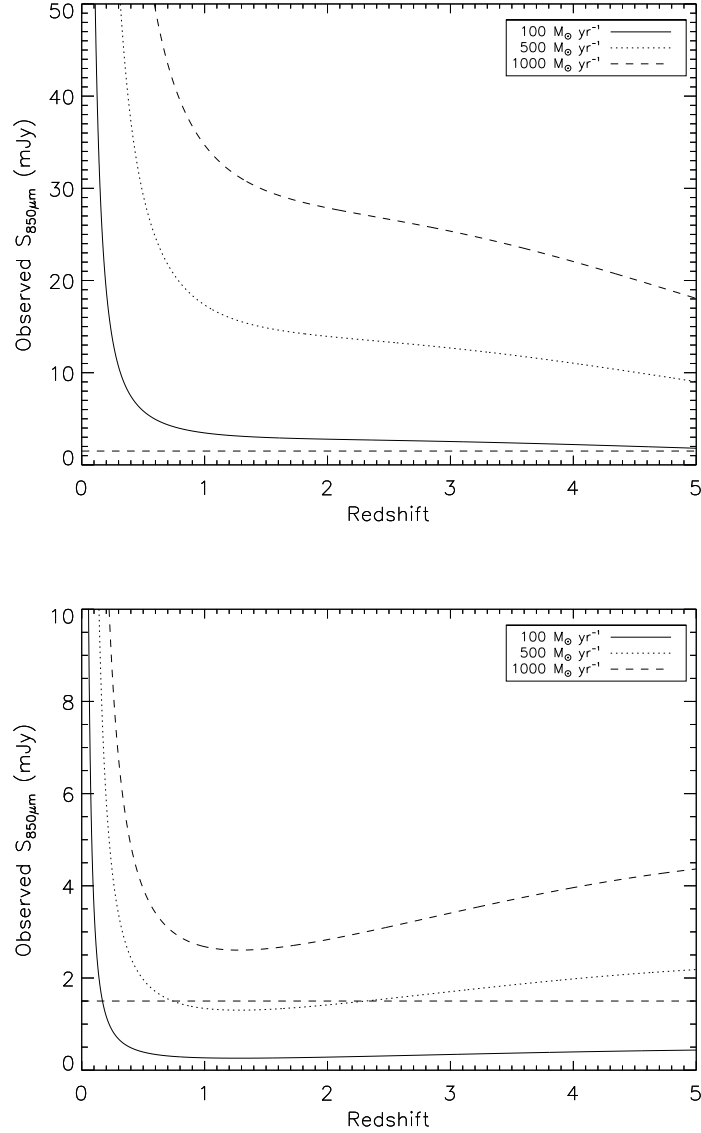 50
40
30
20
10
0
Observed S850μm (mJy)
100 M⊙ yr⁻¹
500 M⊙ yr⁻¹
1000 M⊙ yr⁻¹
0 1 2 3 4 5
Redshift
10
8
6
4
2
0
Observed S850μm (mJy)
100 M⊙ yr⁻¹
500 M⊙ yr⁻¹
1000 M⊙ yr⁻¹
0 1 2 3 4 5
Redshift